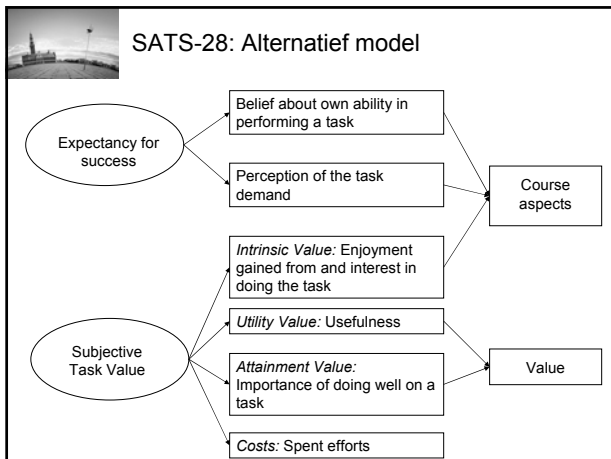 SATS-28: Alternatief model
Expectancy for
success
Belief about own ability in
performing a task
Perception of the task
demand
Course
aspects
Intrinsic Value: Enjoyment
gained from and interest in
doing the task
Utility Value: Usefulness
Subjective
Task Value
Attainment Value:
Importance of doing well on a
task
Value
Costs: Spent efforts